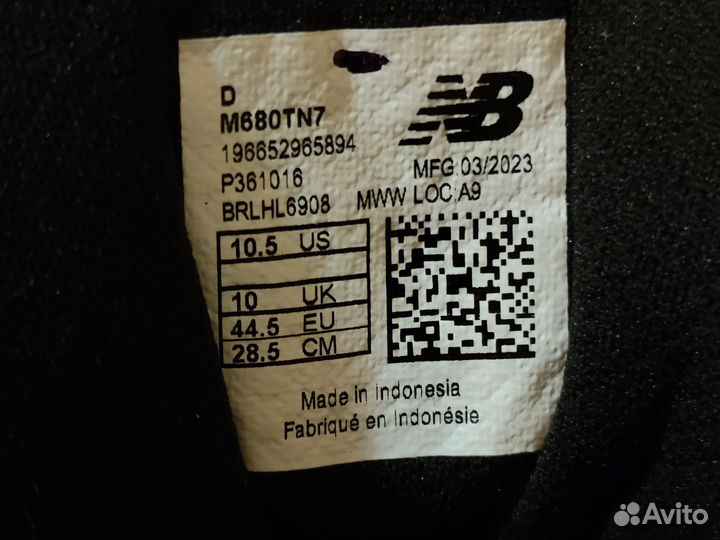 D
M680TN7
196652965894
P361016
BRLHL6908
NB
MFG:03/2023
MWW LOC:A9
10.5 US
10 UK
44.5 EU
28.5 CM
Made in Indonesia
Fabriqué en Indonésie
Avito